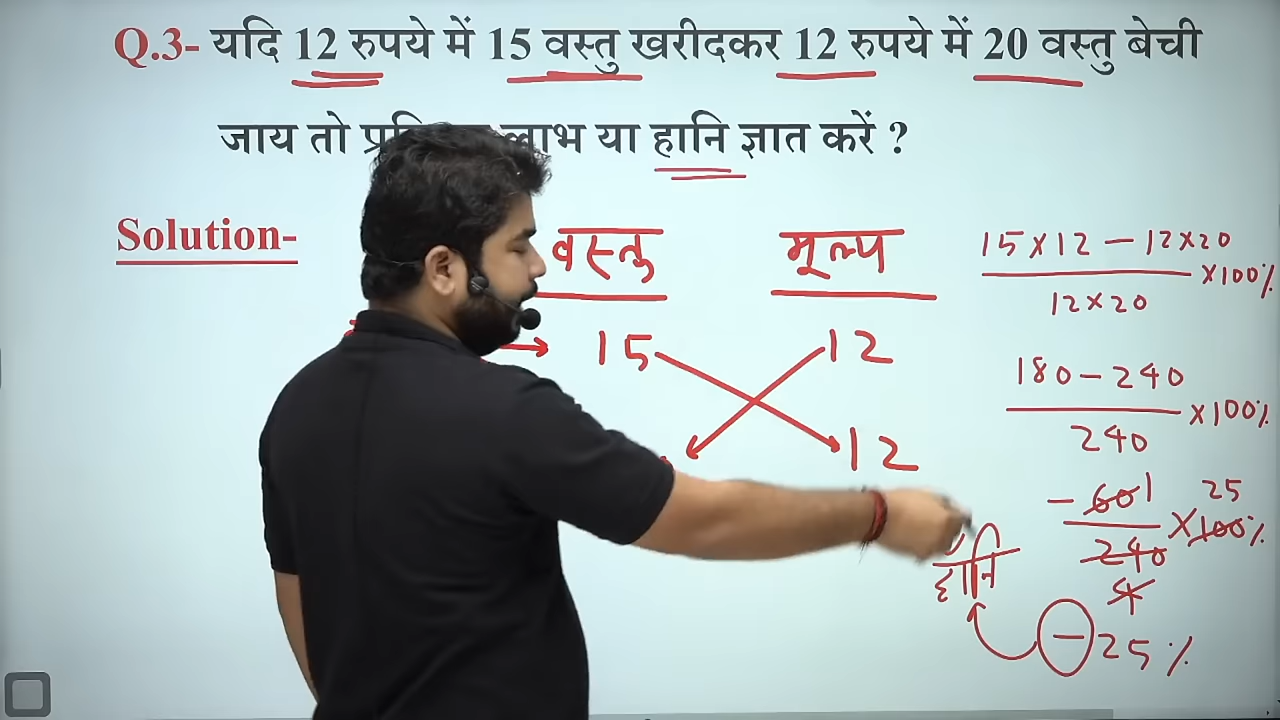 Q.3- यदि 12 रुपये में 15 वस्तु खरीदकर 12 रुपये में 20 वस्तु बेची
जाय तो लाभ या हानि ज्ञात करें ?
Solution-
वस्तु मूल्य
15 12
12
15×12 - 12×20
×100%
12×20
180 - 240
×100%
240
- 60 1 25
×100%
240
4
हानि
- 25%